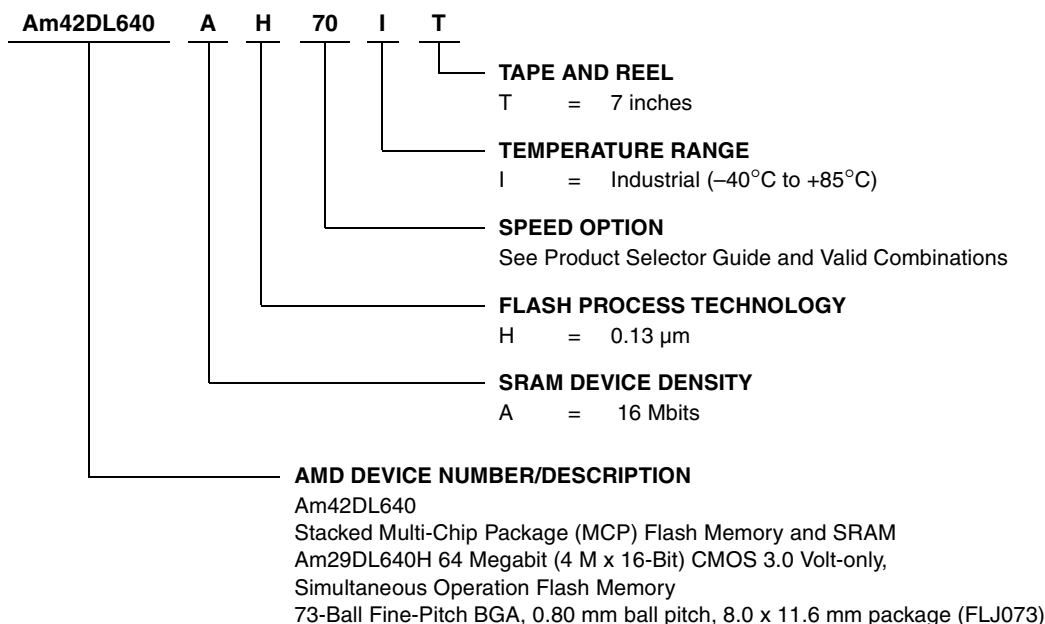 Am42DL640 A H 70 I T
TAPE AND REEL
T = 7 inches
TEMPERATURE RANGE
I = Industrial (–40°C to +85°C)
SPEED OPTION
See Product Selector Guide and Valid Combinations
FLASH PROCESS TECHNOLOGY
H = 0.13 µm
SRAM DEVICE DENSITY
A = 16 Mbits
AMD DEVICE NUMBER/DESCRIPTION
Am42DL640
Stacked Multi-Chip Package (MCP) Flash Memory and SRAM
Am29DL640H 64 Megabit (4 M x 16-Bit) CMOS 3.0 Volt-only,
Simultaneous Operation Flash Memory
73-Ball Fine-Pitch BGA, 0.80 mm ball pitch, 8.0 x 11.6 mm package (FLJ073)